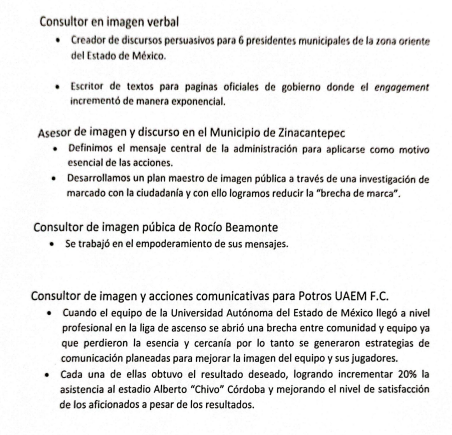 Consultor en imagen verbal
• Creador de discursos persuasivos para 6 presidentes municipales de la zona oriente
del Estado de México.
• Escritor de textos para paginas oficiales de gobierno donde el engagement
incrementó de manera exponencial.
Asesor de imagen y discurso en el Municipio de Zinacantepec
• Definimos el mensaje central de la administración para aplicarse como motivo
esencial de las acciones.
• Desarrollamos un plan maestro de imagen pública a través de una investigación de
marcado con la ciudadanía y con ello logramos reducir la "brecha de marca".
Consultor de imagen púbica de Rocío Beamonte
• Se trabajó en el empoderamiento de sus mensajes.
Consultor de imagen y acciones comunicativas para Potros UAEM F.C.
• Cuando el equipo de la Universidad Autónoma del Estado de México llegó a nivel
profesional en la liga de ascenso se abrió una brecha entre comunidad y equipo ya
que perdieron la esencia y cercanía por lo tanto se generaron estrategias de
comunicación planeadas para mejorar la imagen del equipo y sus jugadores.
• Cada una de ellas obtuvo el resultado deseado, logrando incrementar 20% la
asistencia al estadio Alberto "Chivo" Córdoba y mejorando el nivel de satisfacción
de los aficionados a pesar de los resultados.